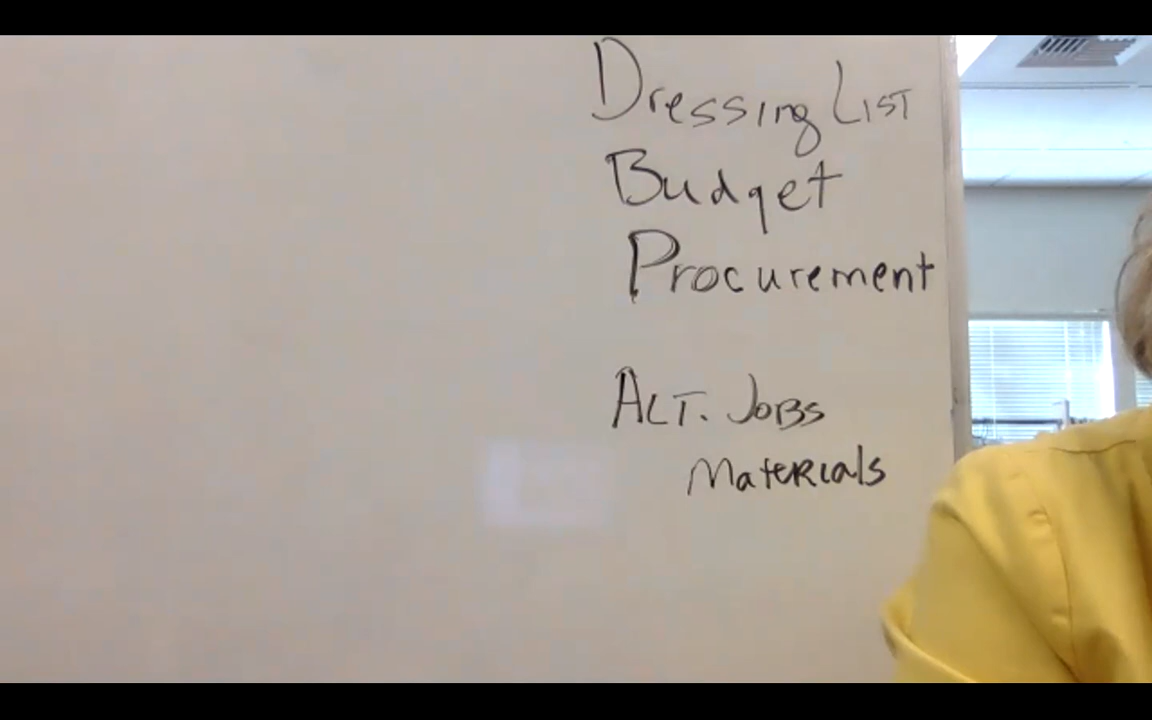 Dressing List
Budget
Procurement
ALT. JOBS
Materials